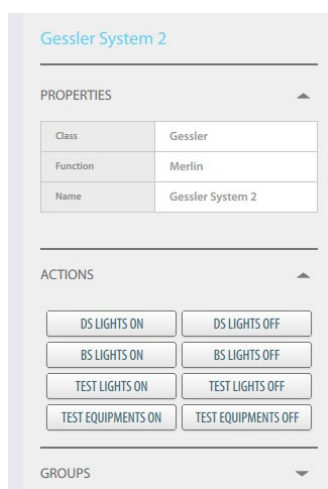 Gessler System 2
PROPERTIES
Class Gessler
Function Merlin
Name Gessler System 2
ACTIONS
DS LIGHTS ON DS LIGHTS OFF
BS LIGHTS ON BS LIGHTS OFF
TEST LIGHTS ON TEST LIGHTS OFF
TEST EQUIPMENTS ON TEST EQUIPMENTS OFF
GROUPS